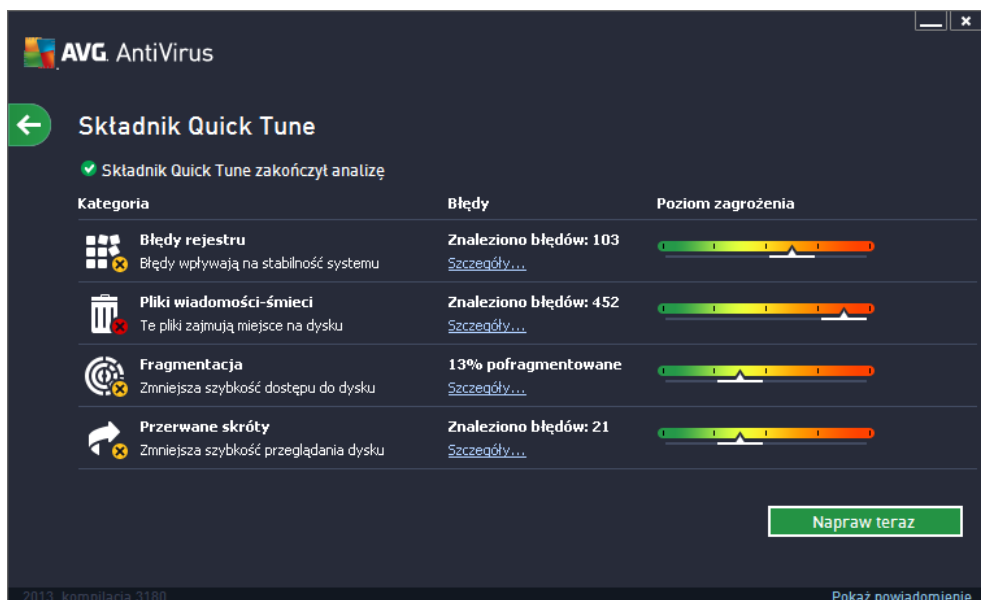 AVG. AntiVirus
Składnik Quick Tune
Składnik Quick Tune zakończył analizę
Kategoria Błędy Poziom zagrożenia
Błędy rejestru Znaleziono błędów: 103
Błędy wpływają na stabilność systemu Szczegóły...
Pliki wiadomości-śmieci Znaleziono błędów: 452
Te pliki zajmują miejsce na dysku Szczegóły...
Fragmentacja 13% pofragmentowane
Zmniejsza szybkość dostępu do dysku Szczegóły...
Przerwane skróty Znaleziono błędów: 21
Zmniejsza szybkość przeglądania dysku Szczegóły...
Napraw teraz
2013 kompilacja 3180 Pokaż powiadomienie